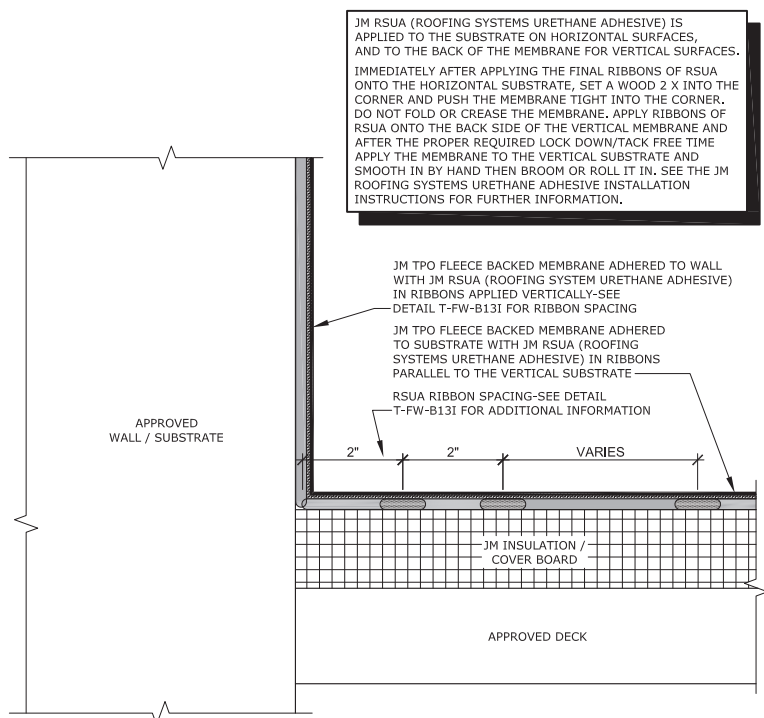 JM RSUA (ROOFING SYSTEMS URETHANE ADHESIVE) IS
APPLIED TO THE SUBSTRATE ON HORIZONTAL SURFACES,
AND TO THE BACK OF THE MEMBRANE FOR VERTICAL SURFACES.
IMMEDIATELY AFTER APPLYING THE FINAL RIBBONS OF RSUA
ONTO THE HORIZONTAL SUBSTRATE, SET A WOOD 2 X INTO THE
CORNER AND PUSH THE MEMBRANE TIGHT INTO THE CORNER.
DO NOT FOLD OR CREASE THE MEMBRANE. APPLY RIBBONS OF
RSUA ONTO THE BACK SIDE OF THE VERTICAL MEMBRANE AND
AFTER THE PROPER REQUIRED LOCK DOWN/TACK FREE TIME
APPLY THE MEMBRANE TO THE VERTICAL SUBSTRATE AND
SMOOTH IN BY HAND THEN BROOM OR ROLL IT IN. SEE THE JM
ROOFING SYSTEMS URETHANE ADHESIVE INSTALLATION
INSTRUCTIONS FOR FURTHER INFORMATION.
JM TPO FLEECE BACKED MEMBRANE ADHERED TO WALL
WITH JM RSUA (ROOFING SYSTEM URETHANE ADHESIVE)
IN RIBBONS APPLIED VERTICALLY-SEE
DETAIL T-FW-B13I FOR RIBBON SPACING
JM TPO FLEECE BACKED MEMBRANE ADHERED
TO SUBSTRATE WITH JM RSUA (ROOFING
SYSTEMS URETHANE ADHESIVE) IN RIBBONS
PARALLEL TO THE VERTICAL SUBSTRATE
RSUA RIBBON SPACING-SEE DETAIL
T-FW-B13I FOR ADDITIONAL INFORMATION
APPROVED
WALL / SUBSTRATE
2" 2" VARIES
JM INSULATION /
COVER BOARD
APPROVED DECK